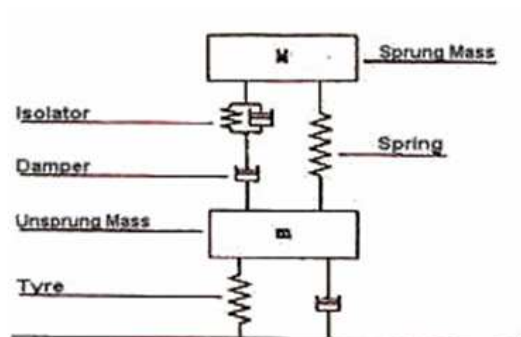 M
Sprung Mass
Isolator
Spring
Damper
Unsprung Mass
m
Tyre